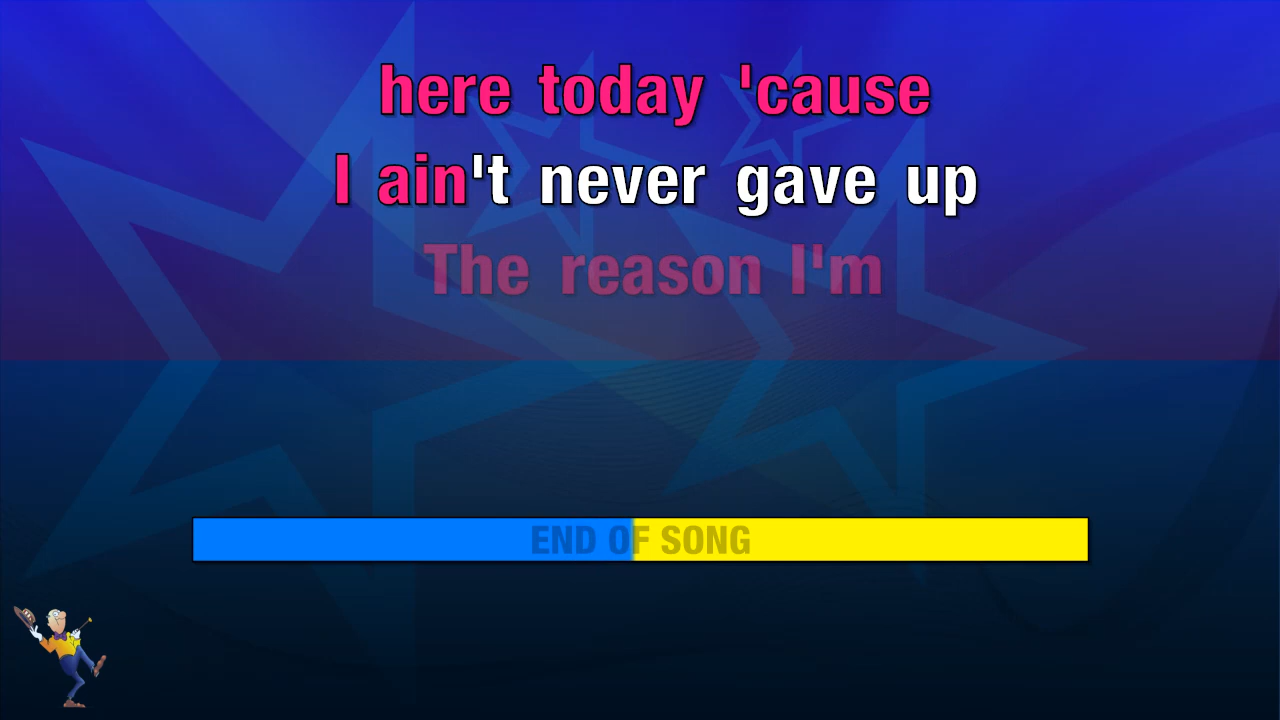 here today 'cause
I ain't never gave up
The reason I'm
END OF SONG